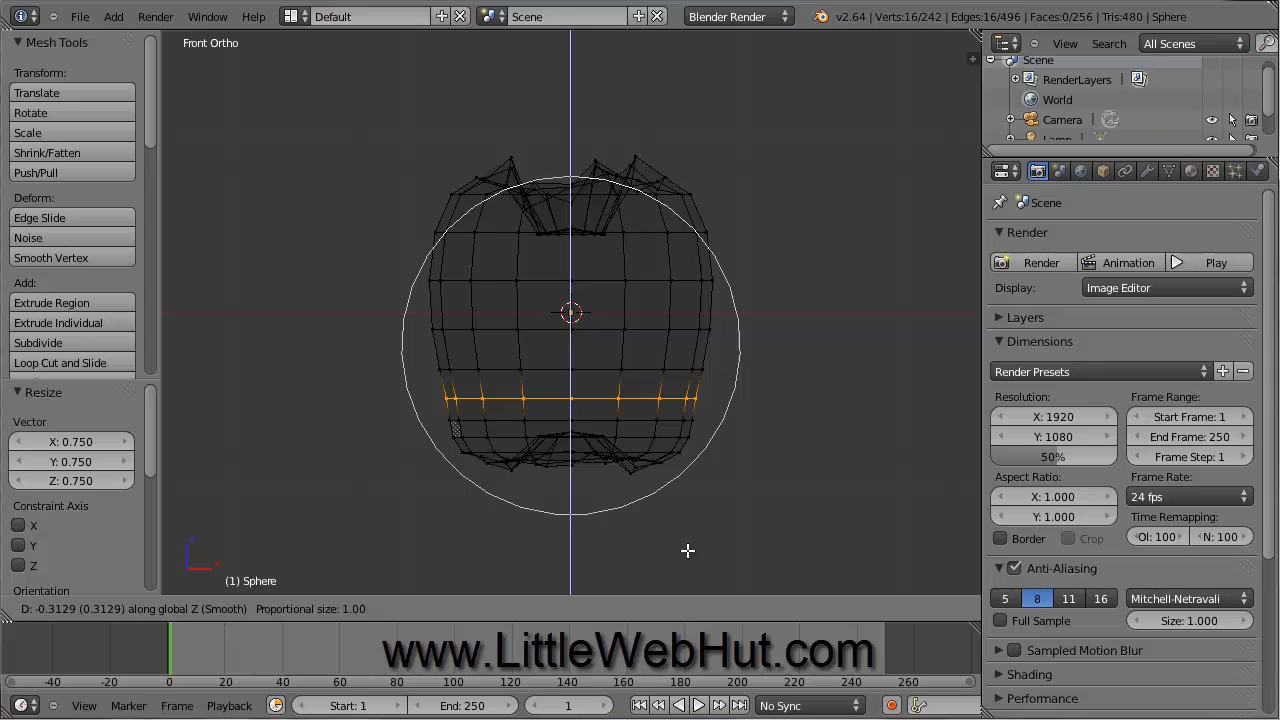 File Add Render Window Help Default Scene Blender Render v2.64 | Verts:16/242 | Edges:16/496 | Faces:0/256 | Tris:480 | Sphere
Mesh Tools
Transform:
Translate
Rotate
Scale
Shrink/Fatten
Push/Pull
Deform:
Edge Slide
Noise
Smooth Vertex
Add:
Extrude Region
Extrude Individual
Subdivide
Loop Cut and Slide
Resize
Vector
X: 0.750
Y: 0.750
Z: 0.750
Constraint Axis
X
Y
Z
Orientation
Front Ortho
(1) Sphere
D: -0.3129 (0.3129) along global Z (Smooth) Proportional size: 1.00
www.LittleWebHut.com
-40 -20 0 20 40 60 80 100 120 140 160 180 200 220 240 260 280
View Marker Frame Playback Start: 1 End: 250 1 No Sync
View Search All Scenes
Scene
RenderLayers
World
Camera
Lamp
Scene
Render
Render Animation Play
Display: Image Editor
Layers
Dimensions
Render Presets
Resolution: Frame Range:
X: 1920 Start Frame: 1
Y: 1080 End Frame: 250
50% Frame Step: 1
Aspect Ratio: Frame Rate:
X: 1.000 24 fps
Y: 1.000 Time Remapping:
Border Crop Ol: 100 N: 100
Anti-Aliasing
5 8 11 16 Mitchell-Netravali
Full Sample Size: 1.000
Sampled Motion Blur
Shading
Performance